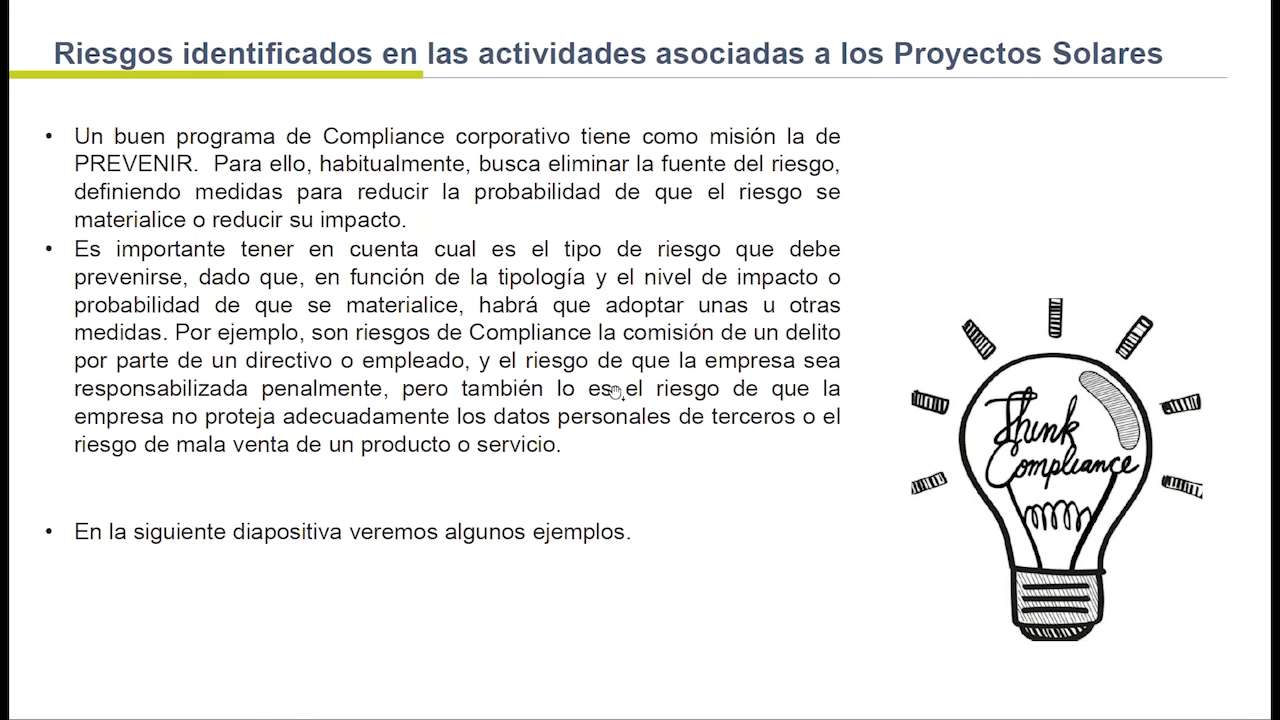 Riesgos identificados en las actividades asociadas a los Proyectos Solares
• Un buen programa de Compliance corporativo tiene como misión la de
PREVENIR. Para ello, habitualmente, busca eliminar la fuente del riesgo,
definiendo medidas para reducir la probabilidad de que el riesgo se
materialice o reducir su impacto.
• Es importante tener en cuenta cual es el tipo de riesgo que debe
prevenirse, dado que, en función de la tipología y el nivel de impacto o
probabilidad de que se materialice, habrá que adoptar unas u otras
medidas. Por ejemplo, son riesgos de Compliance la comisión de un delito
por parte de un directivo o empleado, y el riesgo de que la empresa sea
responsabilizada penalmente, pero también lo es el riesgo de que la
empresa no proteja adecuadamente los datos personales de terceros o el
riesgo de mala venta de un producto o servicio.
• En la siguiente diapositiva veremos algunos ejemplos.
Think
Compliance